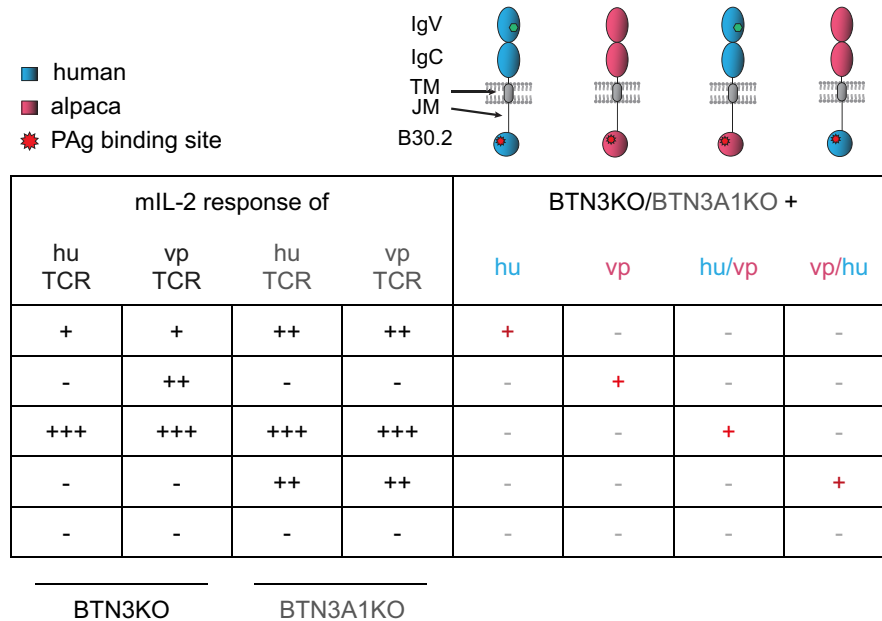 IgV
IgC
TM
JM
B30.2
human
alpaca
PAg binding site
mIL-2 response of
BTN3KO/BTN3A1KO +
hu TCR
vp TCR
hu TCR
vp TCR
hu
vp
hu/vp
vp/hu
+ + ++ ++ + - - -
- ++ - - - + - -
+++ +++ +++ +++ - - + -
- - ++ ++ - - - +
- - - - - - - -
BTN3KO
BTN3A1KO